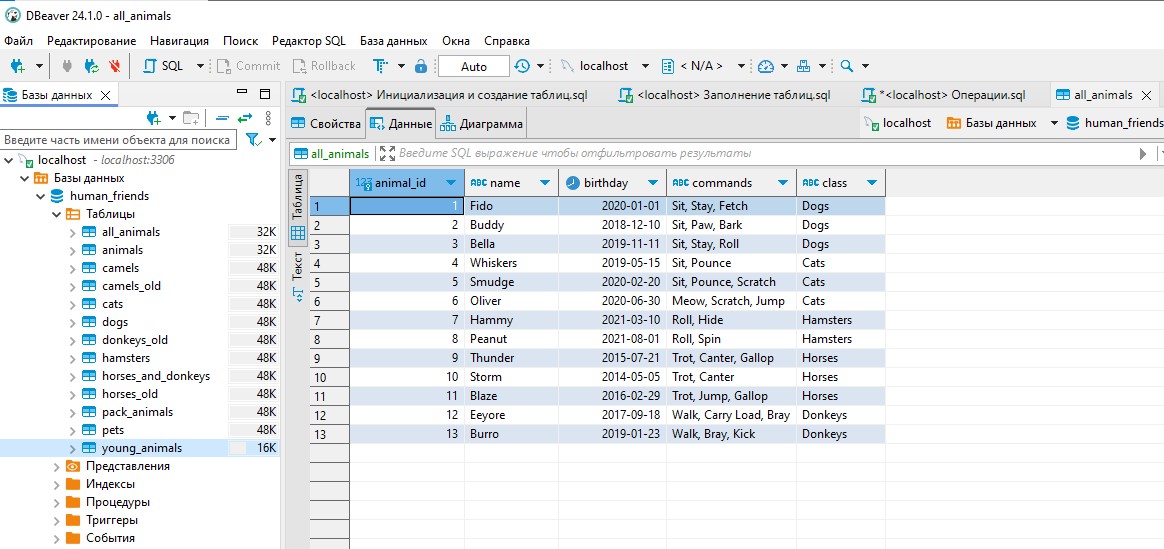 DBeaver 24.1.0 - all_animals
Файл Редактирование Навигация Поиск Редактор SQL База данных Окна Справка
SQL Commit Rollback Auto localhost < N/A >
Базы данных
<localhost> Инициализация и создание таблиц.sql <localhost> Заполнение таблиц.sql *<localhost> Операции.sql all_animals
Свойства Данные Диаграмма localhost Базы данных human_friends
Введите часть имени объекта для поиска
all_animals Введите SQL выражение чтобы отфильтровать результаты
localhost - localhost:3306
Базы данных
human_friends
Таблицы
all_animals 32K
animals 32K
camels 48K
camels_old 48K
cats 48K
dogs 48K
donkeys_old 48K
hamsters 48K
horses_and_donkeys 48K
horses_old 48K
pack_animals 48K
pets 48K
young_animals 16K
Представления
Индексы
Процедуры
Триггеры
События
Таблица
Текст
123 animal_id ABC name birthday ABC commands ABC class
1 1 Fido 2020-01-01 Sit, Stay, Fetch Dogs
2 2 Buddy 2018-12-10 Sit, Paw, Bark Dogs
3 3 Bella 2019-11-11 Sit, Stay, Roll Dogs
4 4 Whiskers 2019-05-15 Sit, Pounce Cats
5 5 Smudge 2020-02-20 Sit, Pounce, Scratch Cats
6 6 Oliver 2020-06-30 Meow, Scratch, Jump Cats
7 7 Hammy 2021-03-10 Roll, Hide Hamsters
8 8 Peanut 2021-08-01 Roll, Spin Hamsters
9 9 Thunder 2015-07-21 Trot, Canter, Gallop Horses
10 10 Storm 2014-05-05 Trot, Canter Horses
11 11 Blaze 2016-02-29 Trot, Jump, Gallop Horses
12 12 Eeyore 2017-09-18 Walk, Carry Load, Bray Donkeys
13 13 Burro 2019-01-23 Walk, Bray, Kick Donkeys